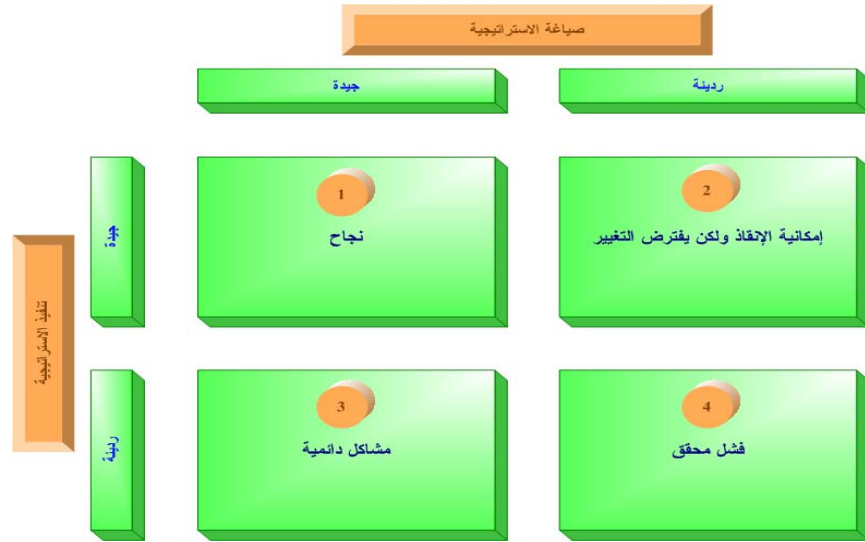 صياغة الاستراتيجية
جيدة
رديئة
تنفيذ الاستراتيجية
جيدة
1
نجاح
2
إمكانية الإنقاذ ولكن يفترض التغيير
رديئة
3
مشاكل دائمية
4
فشل محقق